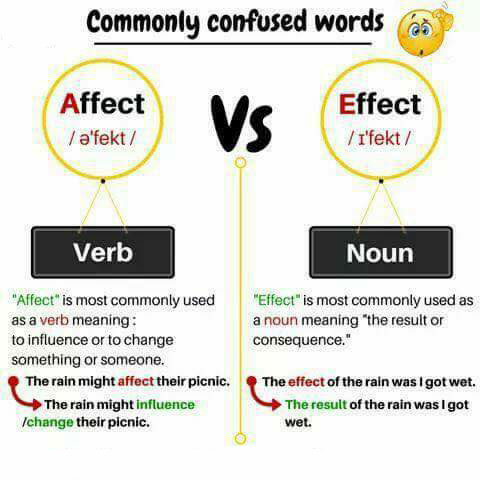 Commonly confused words
Affect
/ ə'fekt /
Vs
Effect
/ ɪ'fekt /
Verb
Noun
"Affect" is most commonly used
as a verb meaning :
to influence or to change
something or someone.
The rain might affect their picnic.
The rain might influence
/change their picnic.
"Effect" is most commonly used as
a noun meaning "the result or
consequence."
The effect of the rain was I got wet.
The result of the rain was I got
wet.